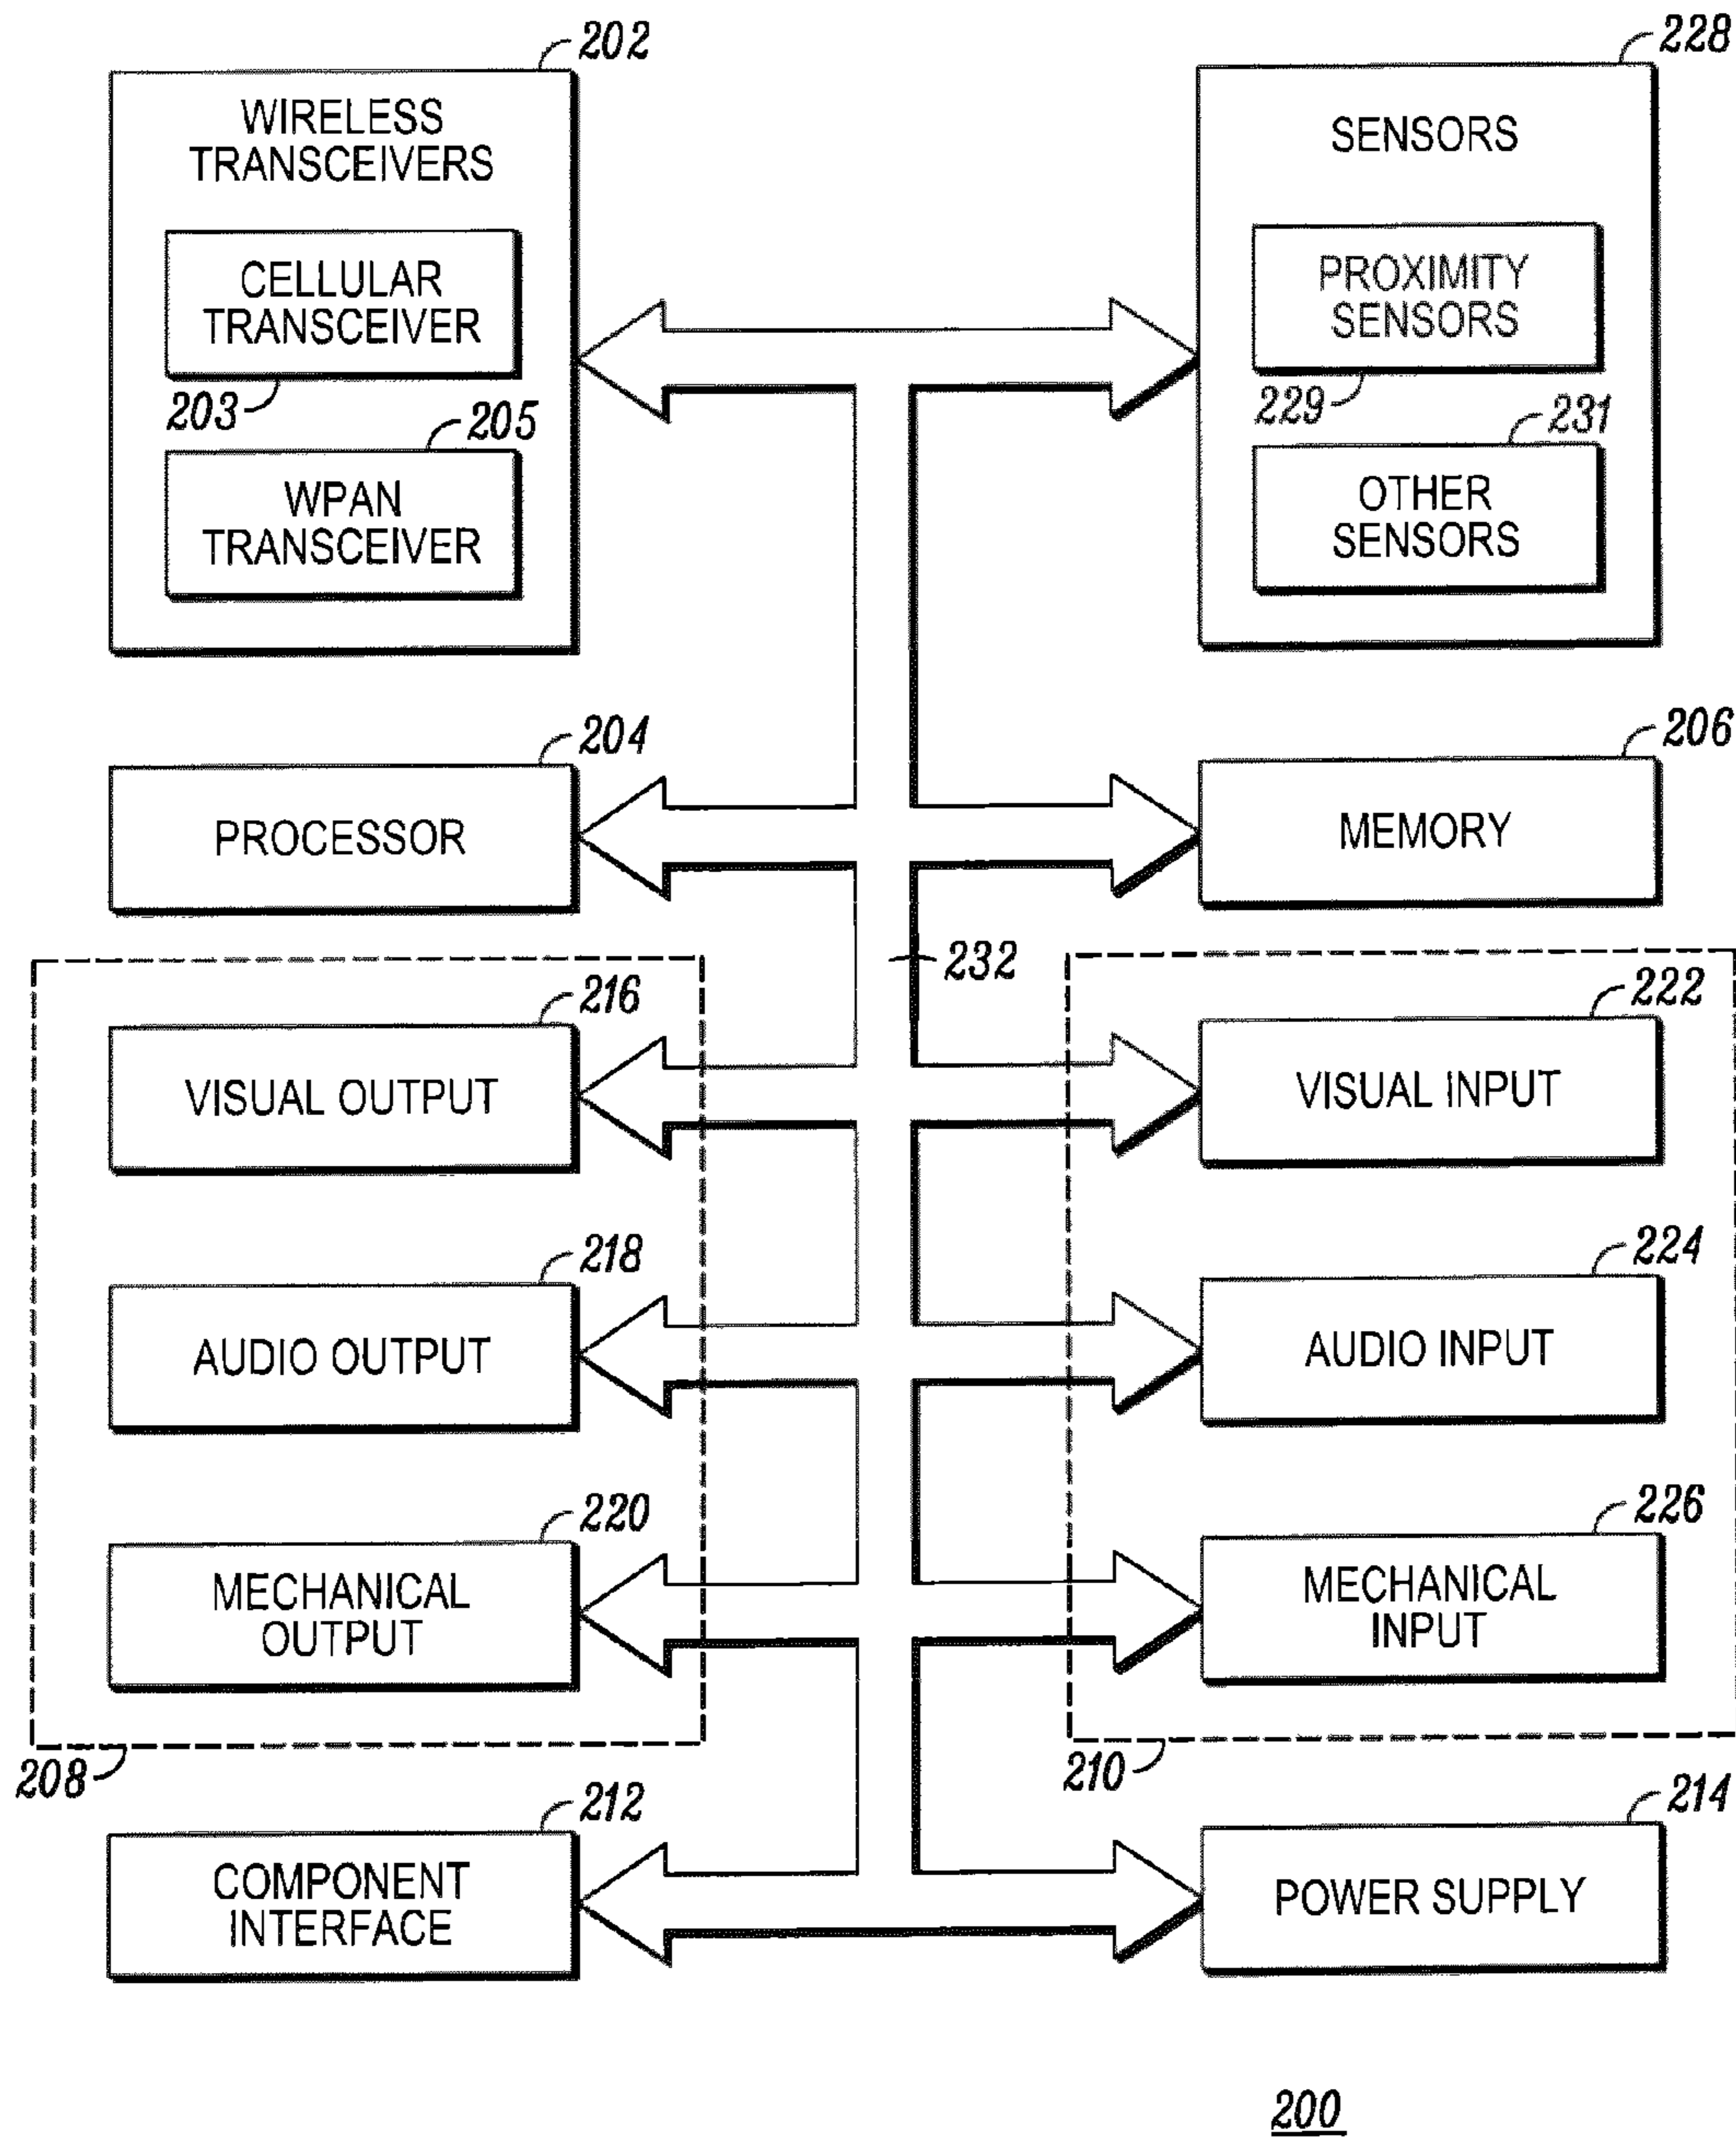 202
WIRELESS
TRANSCEIVERS
CELLULAR
TRANSCEIVER
203
205
WPAN
TRANSCEIVER
228
SENSORS
PROXIMITY
SENSORS
229
231
OTHER
SENSORS
204
PROCESSOR
206
MEMORY
232
216
VISUAL OUTPUT
222
VISUAL INPUT
218
AUDIO OUTPUT
224
AUDIO INPUT
220
MECHANICAL
OUTPUT
226
MECHANICAL
INPUT
208
210
212
COMPONENT
INTERFACE
214
POWER SUPPLY
200